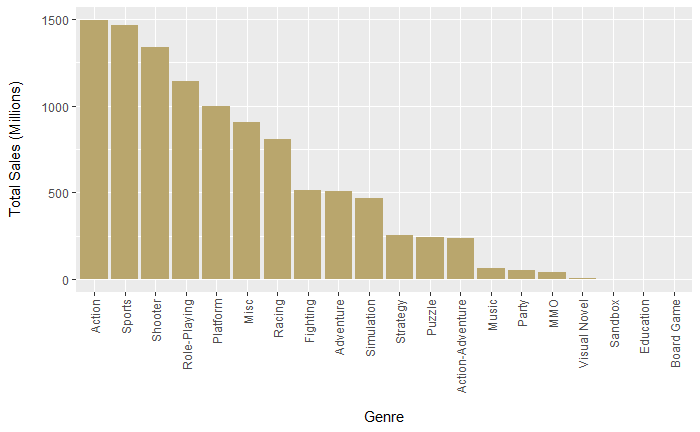 Total Sales (Millions)
1500
1000
500
0
Action
Sports
Shooter
Role-Playing
Platform
Misc
Racing
Fighting
Adventure
Simulation
Strategy
Puzzle
Action-Adventure
Music
Party
MMO
Visual Novel
Sandbox
Education
Board Game
Genre